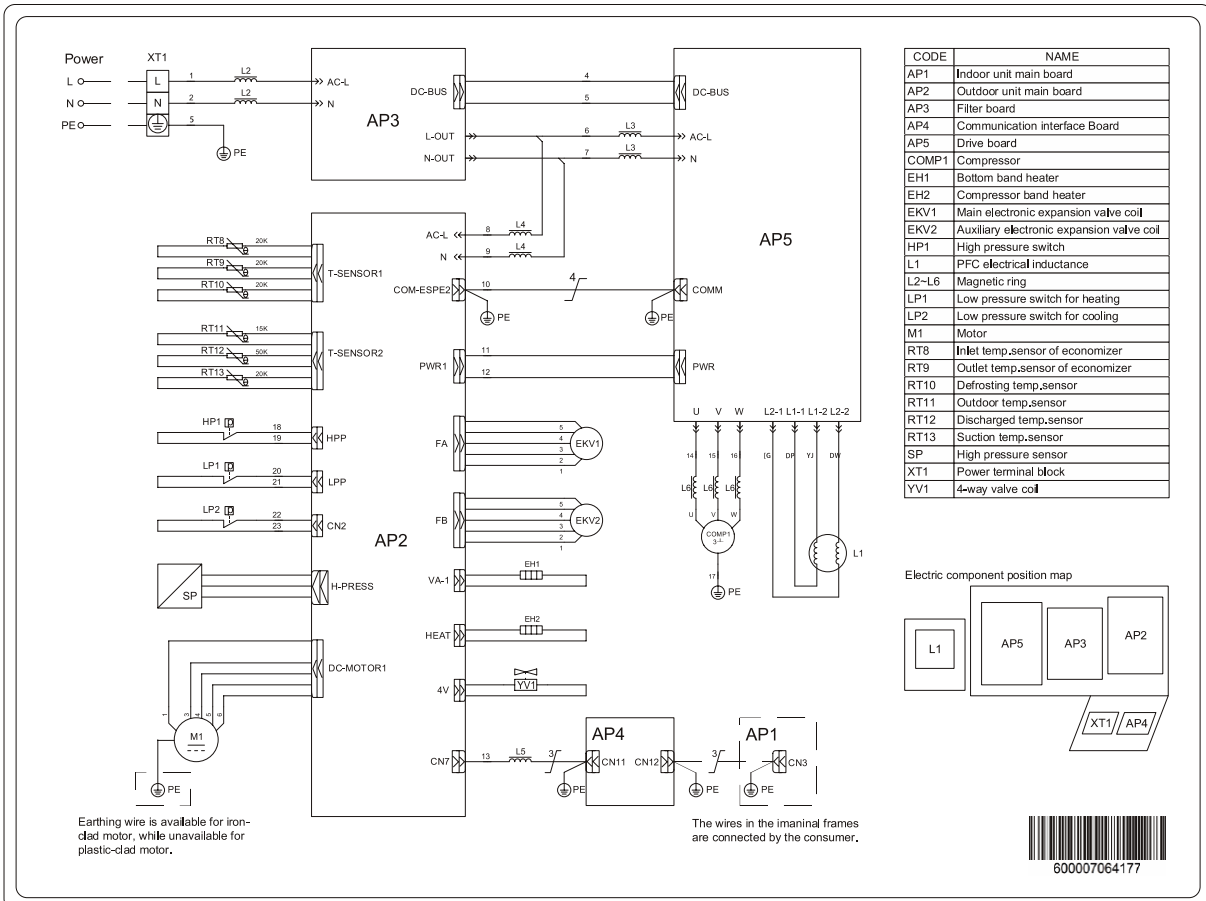 Power
XT1
L
L
1
L2
AC-L
N
N
2
L2
N
PE
5
PE
AP3
DC-BUS
4
5
DC-BUS
L-OUT
6
L3
AC-L
N-OUT
7
L3
N
AP5
AC-L
8
L4
N
9
L4
COM-ESPE2
10
4
COMM
PE
PE
PWR1
11
12
PWR
RT8
20K
RT9
20K
RT10
20K
T-SENSOR1
RT11
15K
RT12
50K
RT13
20K
T-SENSOR2
HP1
P
18
19
HPP
LP1
P
20
21
LPP
LP2
P
22
23
CN2
AP2
SP
H-PRESS
DC-MOTOR1
1
3
4
5
6
M1
PE
Earthing wire is available for iron-
clad motor, while unavailable for
plastic-clad motor.
FA
5
4
3
2
1
EKV1
FB
5
4
3
2
1
EKV2
VA-1
EH1
HEAT
EH2
4V
YV1
CN7
13
L5
3
AP4
CN11
CN12
PE
PE
3
AP1
CN3
PE
The wires in the imaninal frames
are connected by the consumer.
U V W L2-1 L1-1 L1-2 L2-2
14 15 16 [G DP YJ DW
L6 L6 L6
U V W
COMP1
3
17
PE
L1
CODE NAME
AP1 Indoor unit main board
AP2 Outdoor unit main board
AP3 Filter board
AP4 Communication interface Board
AP5 Drive board
COMP1 Compressor
EH1 Bottom band heater
EH2 Compressor band heater
EKV1 Main electronic expansion valve coil
EKV2 Auxiliary electronic expansion valve coil
HP1 High pressure switch
L1 PFC electrical inductance
L2~L6 Magnetic ring
LP1 Low pressure switch for heating
LP2 Low pressure switch for cooling
M1 Motor
RT8 Inlet temp.sensor of economizer
RT9 Outlet temp.sensor of economizer
RT10 Defrosting temp.sensor
RT11 Outdoor temp.sensor
RT12 Discharged temp.sensor
RT13 Suction temp.sensor
SP High pressure sensor
XT1 Power terminal block
YV1 4-way valve coil
Electric component position map
L1
AP5
AP3
AP2
XT1
AP4
600007064177